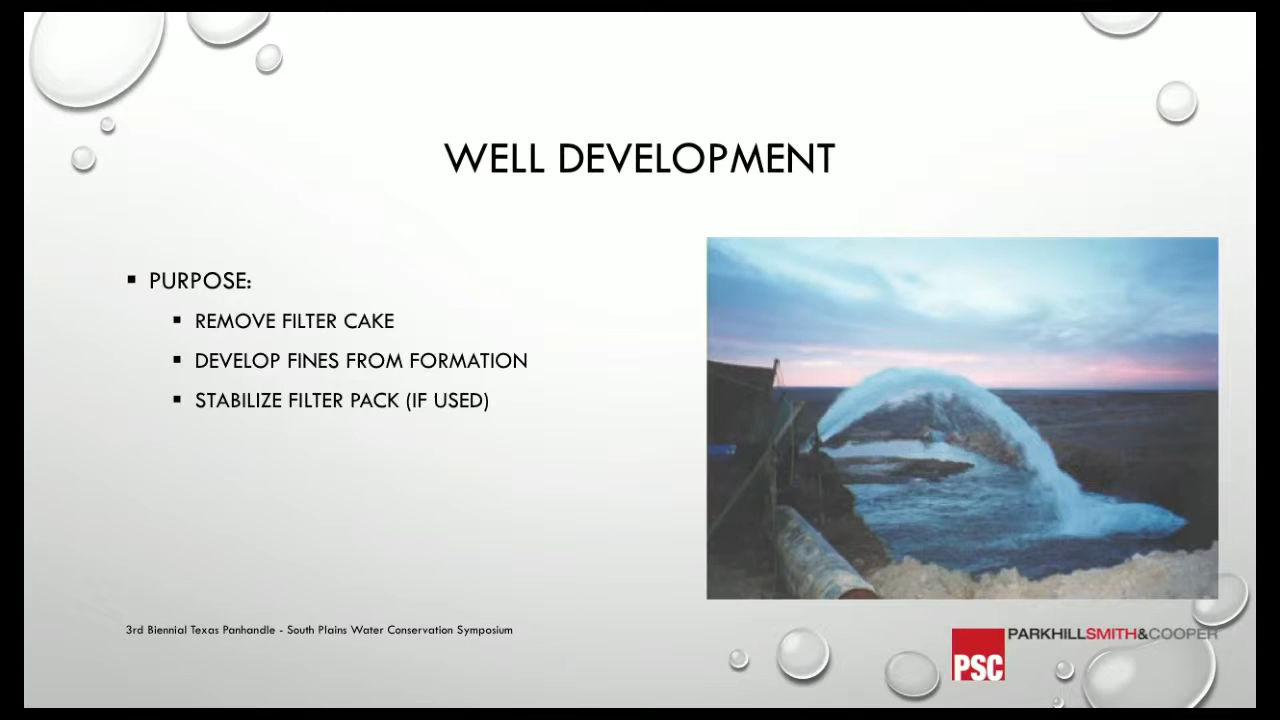 WELL DEVELOPMENT
PURPOSE:
REMOVE FILTER CAKE
DEVELOP FINES FROM FORMATION
STABILIZE FILTER PACK (IF USED)
3rd Biennial Texas Panhandle - South Plains Water Conservation Symposium
PARKHILLSMITH&COOPER
PSC